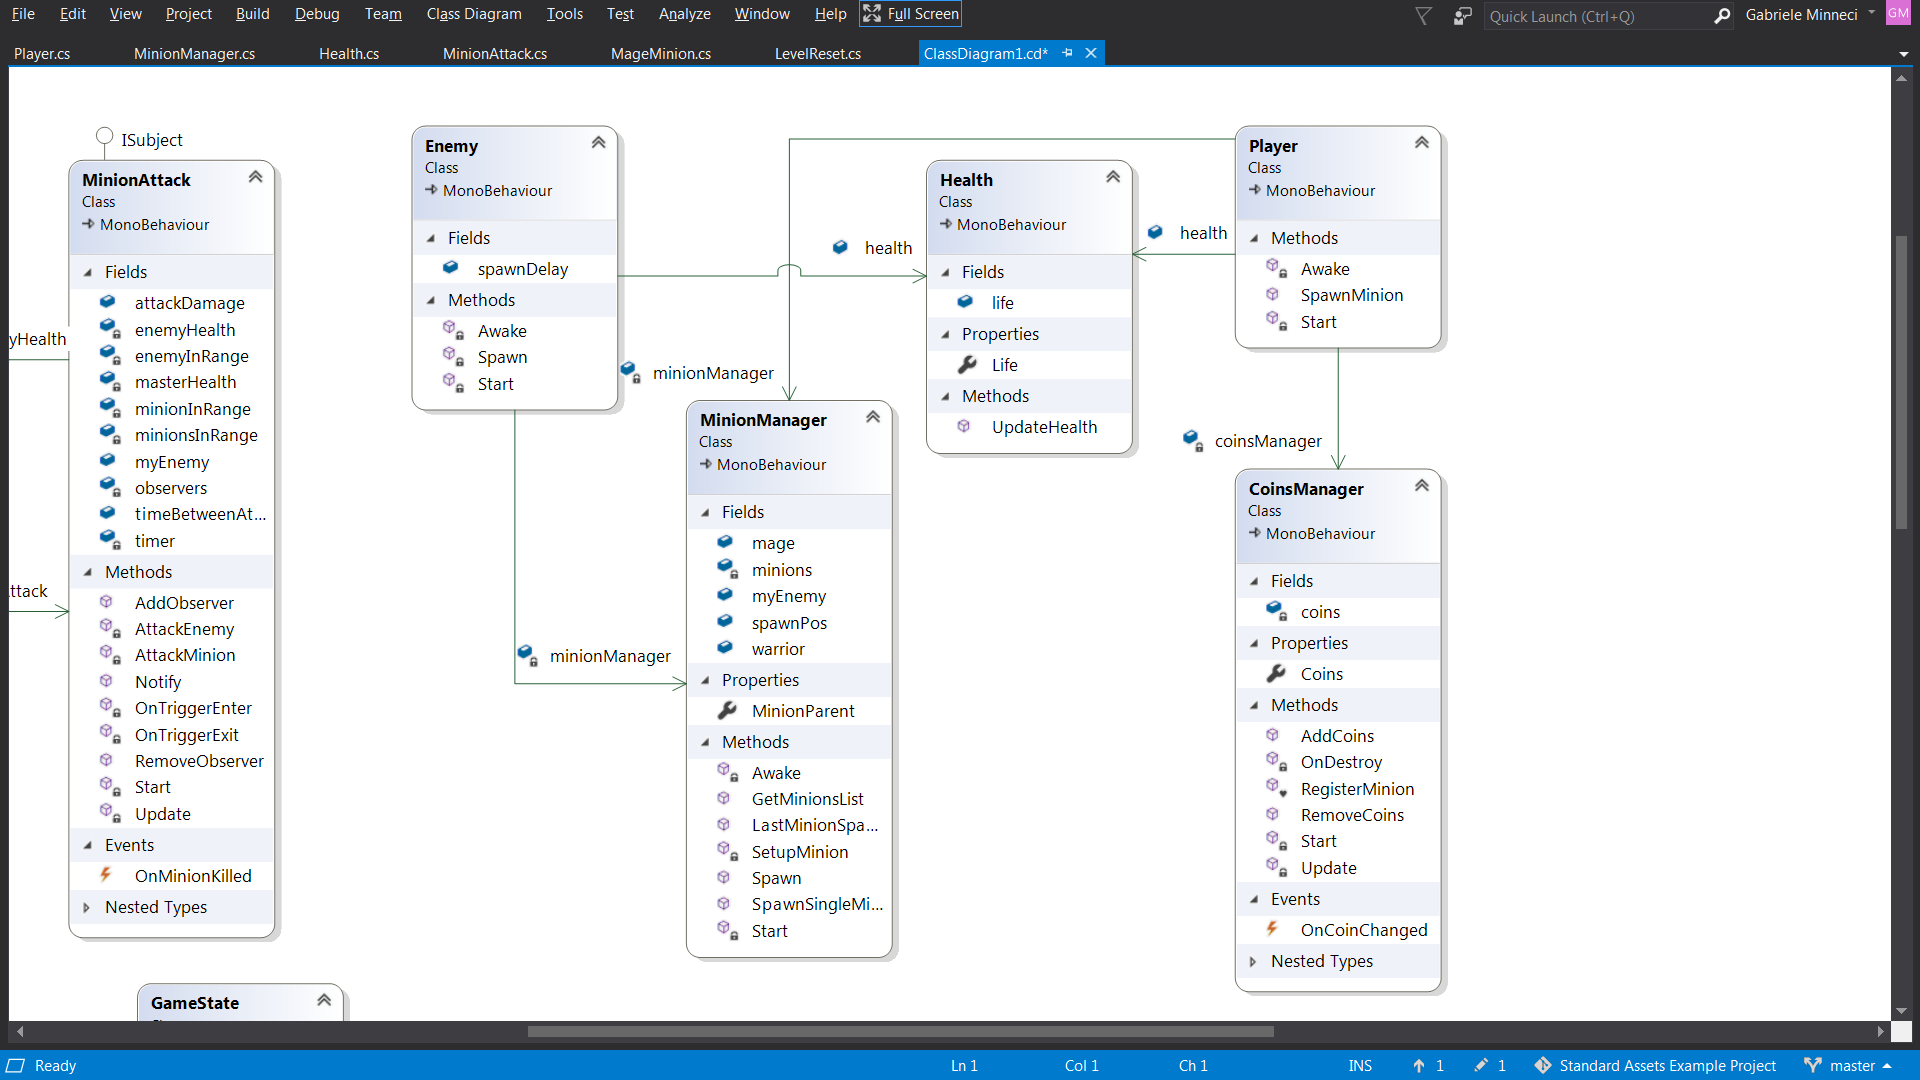 File Edit View Project Build Debug Team Class Diagram Tools Test Analyze Window Help Full Screen Quick Launch (Ctrl+Q) Gabriele Minneci GM
Player.cs MinionManager.cs Health.cs MinionAttack.cs MageMinion.cs LevelReset.cs ClassDiagram1.cd*
yHealth
ttack
ISubject
MinionAttack
Class
MonoBehaviour
Fields
attackDamage
enemyHealth
enemyInRange
masterHealth
minionInRange
minionsInRange
myEnemy
observers
timeBetweenAt...
timer
Methods
AddObserver
AttackEnemy
AttackMinion
Notify
OnTriggerEnter
OnTriggerExit
RemoveObserver
Start
Update
Events
OnMinionKilled
Nested Types
GameState
Enemy
Class
MonoBehaviour
Fields
spawnDelay
Methods
Awake
Spawn
Start
minionManager
minionManager
MinionManager
Class
MonoBehaviour
Fields
mage
minions
myEnemy
spawnPos
warrior
Properties
MinionParent
Methods
Awake
GetMinionsList
LastMinionSpa...
SetupMinion
Spawn
SpawnSingleMi...
Start
health
Health
Class
MonoBehaviour
Fields
life
Properties
Life
Methods
UpdateHealth
health
Player
Class
MonoBehaviour
Methods
Awake
SpawnMinion
Start
coinsManager
CoinsManager
Class
MonoBehaviour
Fields
coins
Properties
Coins
Methods
AddCoins
OnDestroy
RegisterMinion
RemoveCoins
Start
Update
Events
OnCoinChanged
Nested Types
Ready Ln 1 Col 1 Ch 1 INS 1 1 Standard Assets Example Project master